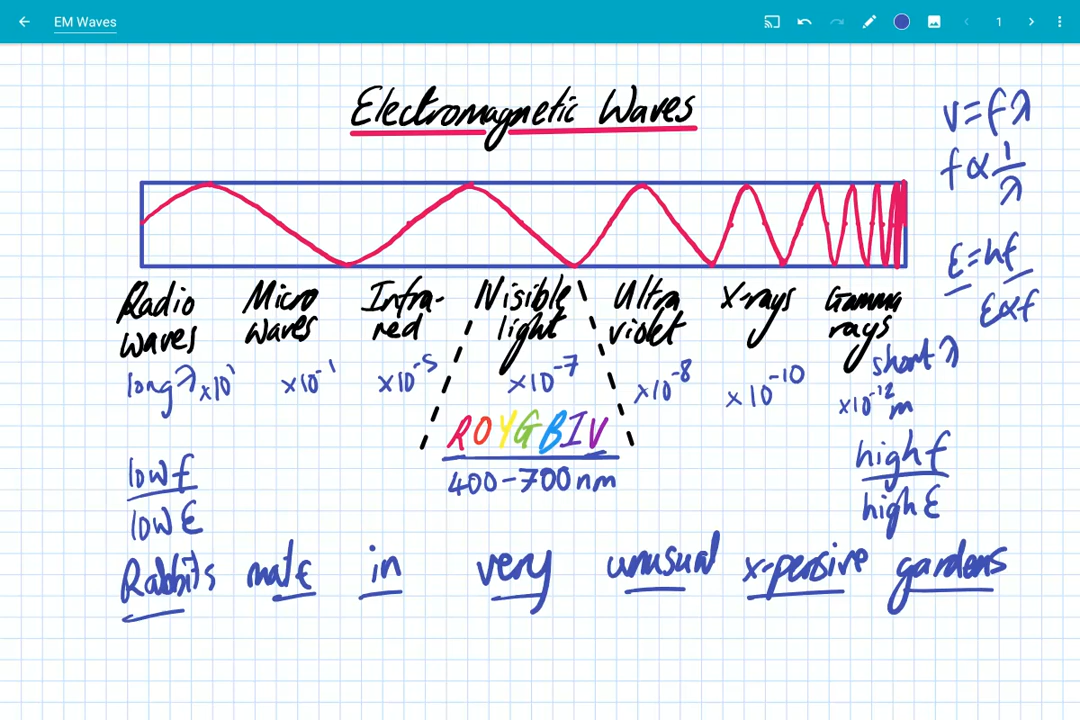 EM Waves
1
Electromagnetic Waves
v=fλ
f∝1/λ
E=hf
E∝f
Radio waves
Micro waves
Infra-red
Visible light
Ultra violet
X-rays
Gamma rays
long λ ×10¹
×10⁻¹
×10⁻⁵
×10⁻⁷
×10⁻⁸
×10⁻¹⁰
short λ
×10⁻¹² m
ROYGBIV
400-700nm
low f
low E
high f
high E
Rabbits mate in very unusual x-pensive gardens